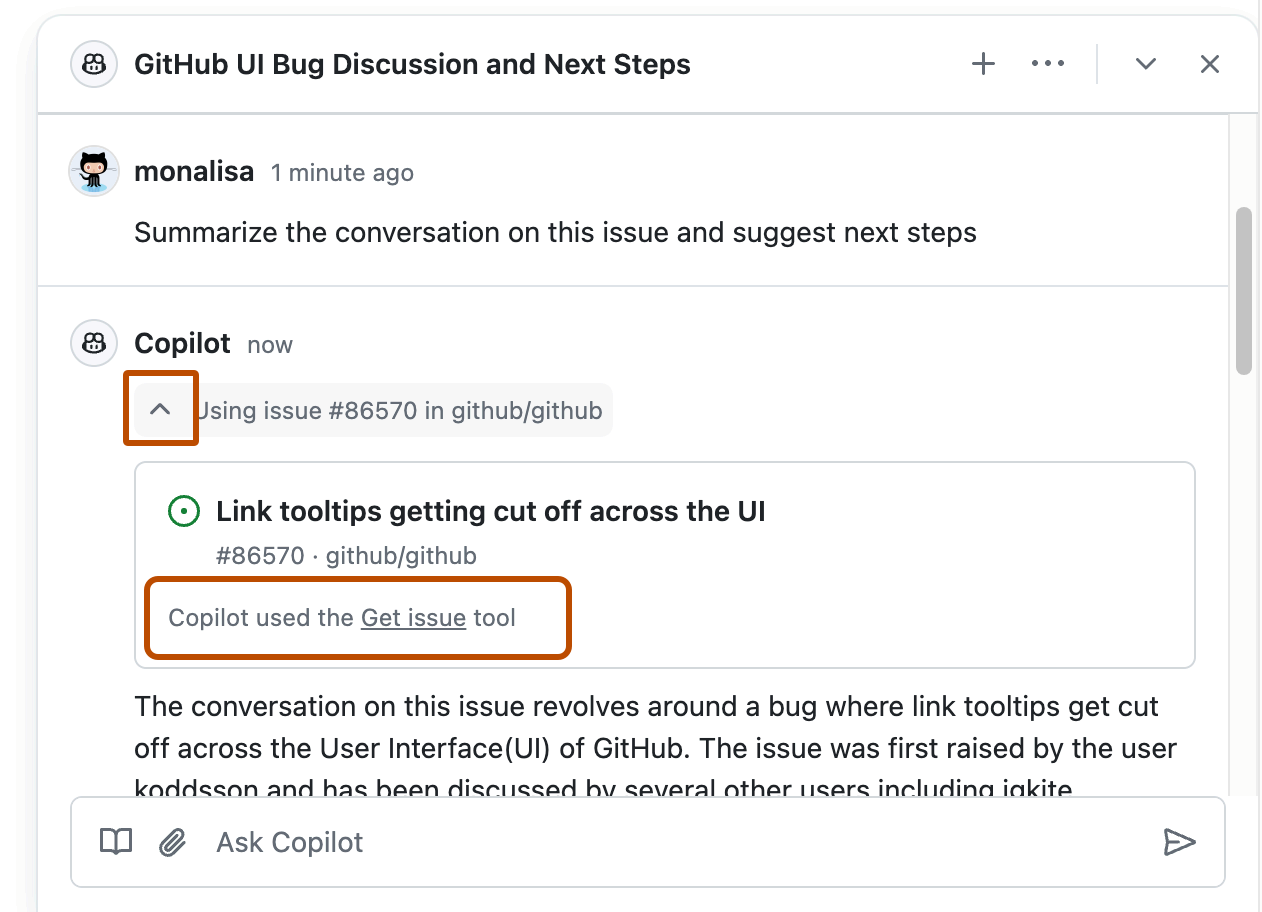 GitHub UI Bug Discussion and Next Steps
monalisa 1 minute ago
Summarize the conversation on this issue and suggest next steps
Copilot now
Using issue #86570 in github/github
Link tooltips getting cut off across the UI
#86570 · github/github
Copilot used the Get issue tool
The conversation on this issue revolves around a bug where link tooltips get cut
off across the User Interface(UI) of GitHub. The issue was first raised by the user
koddsson and has been discussed by several other users including
Ask Copilot